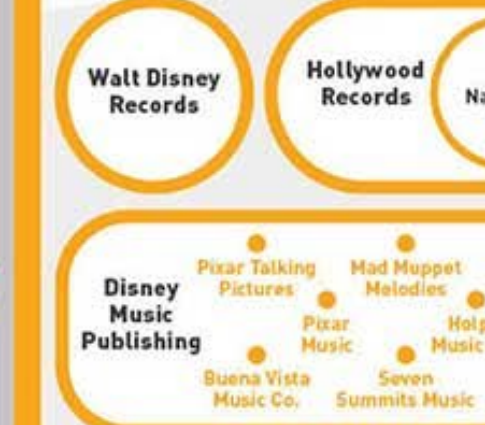 Walt Disney
Records
Hollywood
Records
Disney
Music
Publishing
Pixar Talking
Pictures
Mad Muppet
Melodies
Pixar
Music
Music
Buena Vista
Music Co.
Seven
Summits Music